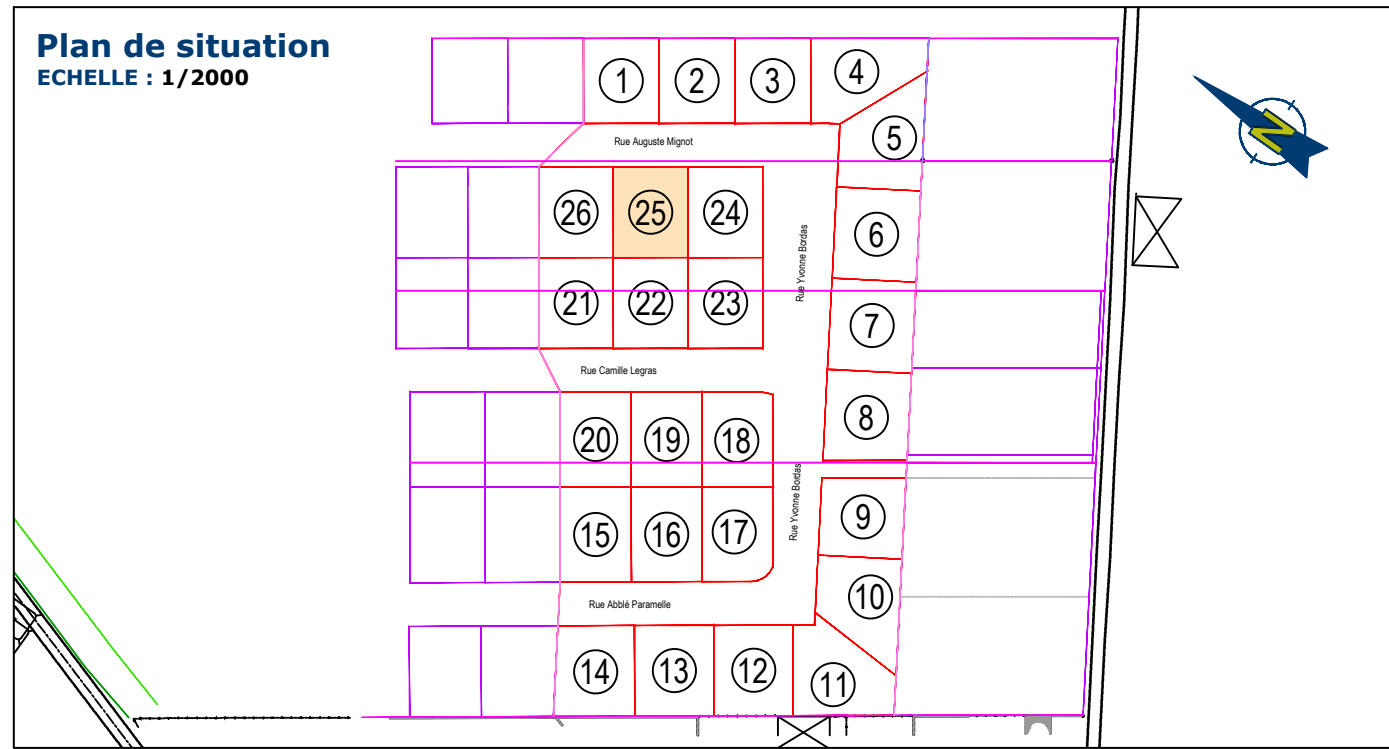 Plan de situation
ECHELLE : 1/2000
1 2 3 4
5
Rue Auguste Mignot
N
26 25 24
6
Rue Yvonne Bordas
21 22 23
7
Rue Camille Legras
8
20 19 18
Rue Yvonne Bordas
9
15 16 17
10
Rue Abblé Paramelle
14 13 12 11